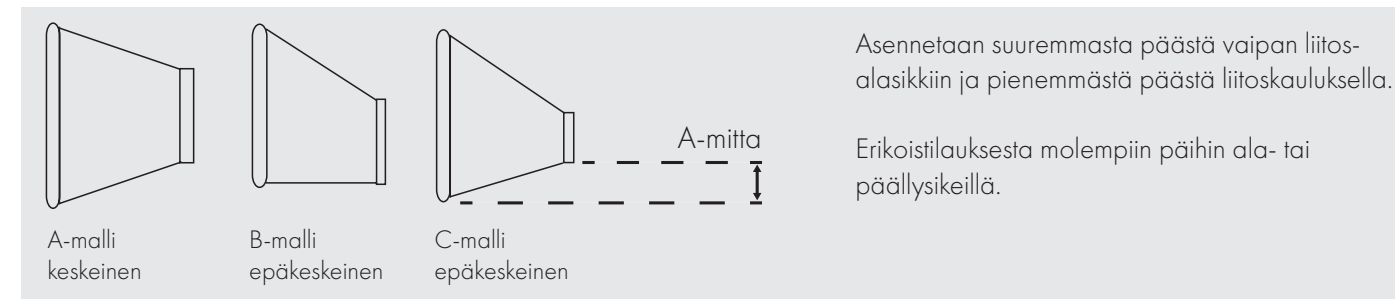 A-mitta
A-malli
keskeinen
B-malli
epäkeskeinen
C-malli
epäkeskeinen
Asennetaan suuremmasta päästä vaipan liitos-
alasikkiin ja pienemmästä päästä liitoskauluksella.
Erikoistilauksesta molempiin päihin ala- tai
päällysikeillä.